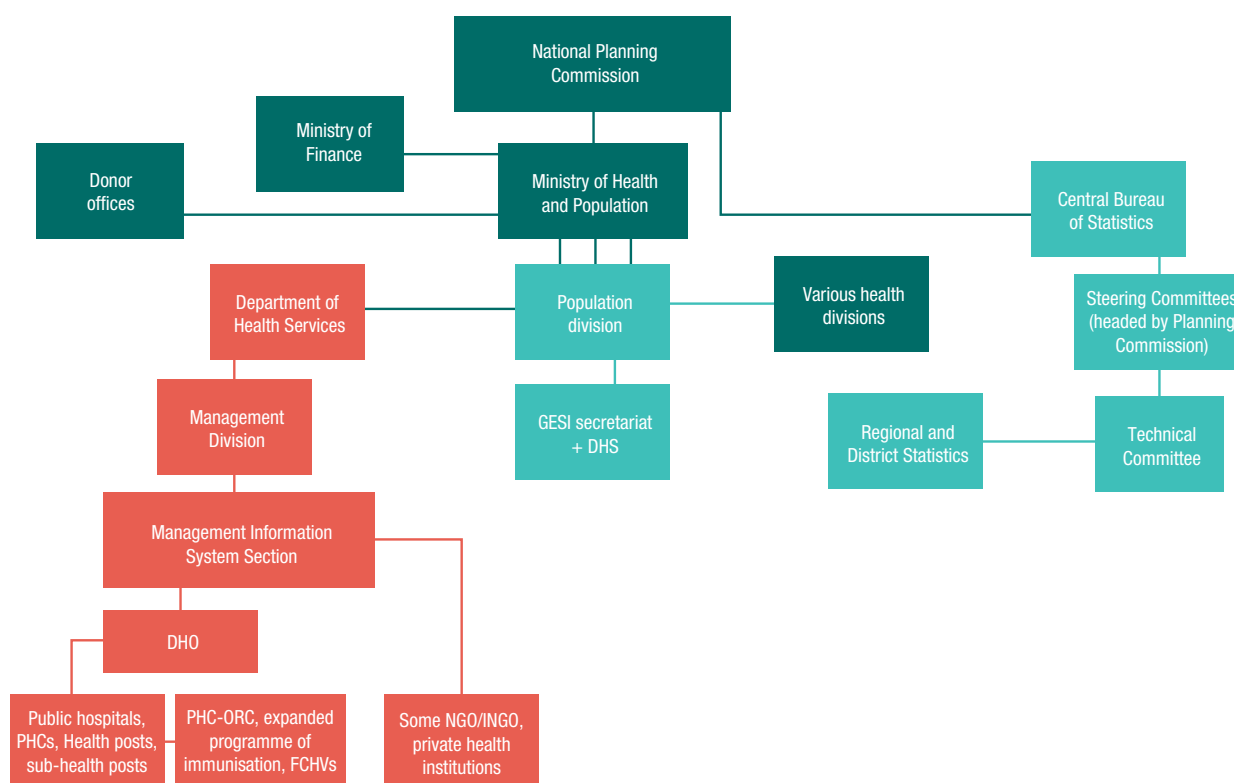 National Planning
Commission
Ministry of
Finance
Donor
offices
Ministry of Health
and Population
Central Bureau
of Statistics
Department of
Health Services
Population
division
Various health
divisions
Steering Committees
(headed by Planning
Commission)
Management
Division
GESI secretariat
+ DHS
Regional and
District Statistics
Technical
Committee
Management Information
System Section
DHO
Public hospitals,
PHCs, Health posts,
sub-health posts
PHC-ORC, expanded
programme of
immunisation, FCHVs
Some NGO/INGO,
private health
institutions